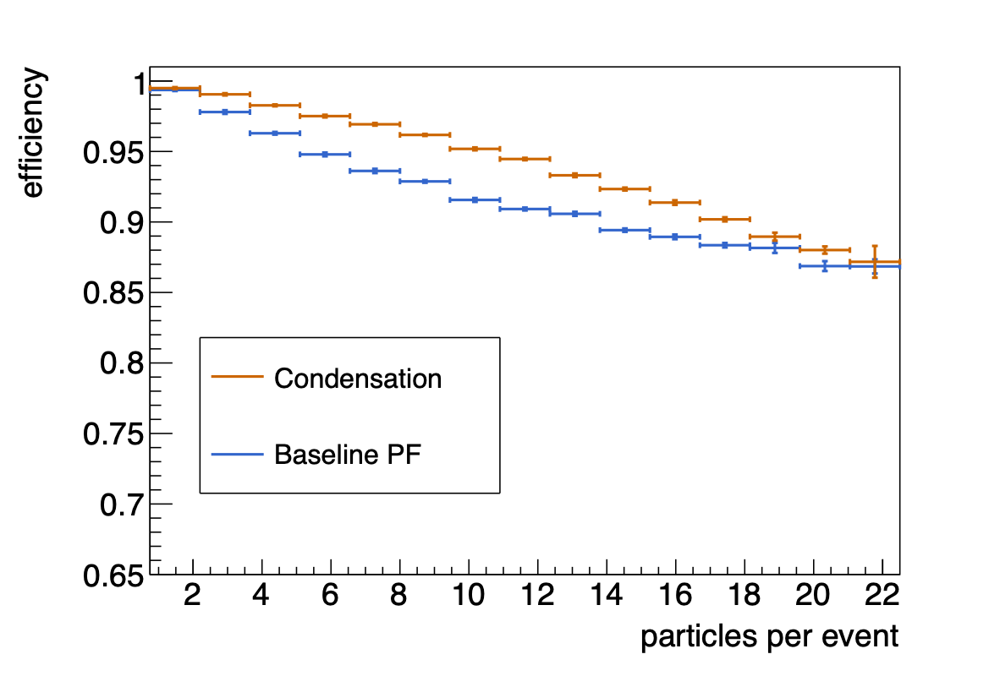 efficiency
1
0.95
0.9
0.85
0.8
0.75
0.7
0.65
Condensation
Baseline PF
2 4 6 8 10 12 14 16 18 20 22
particles per event